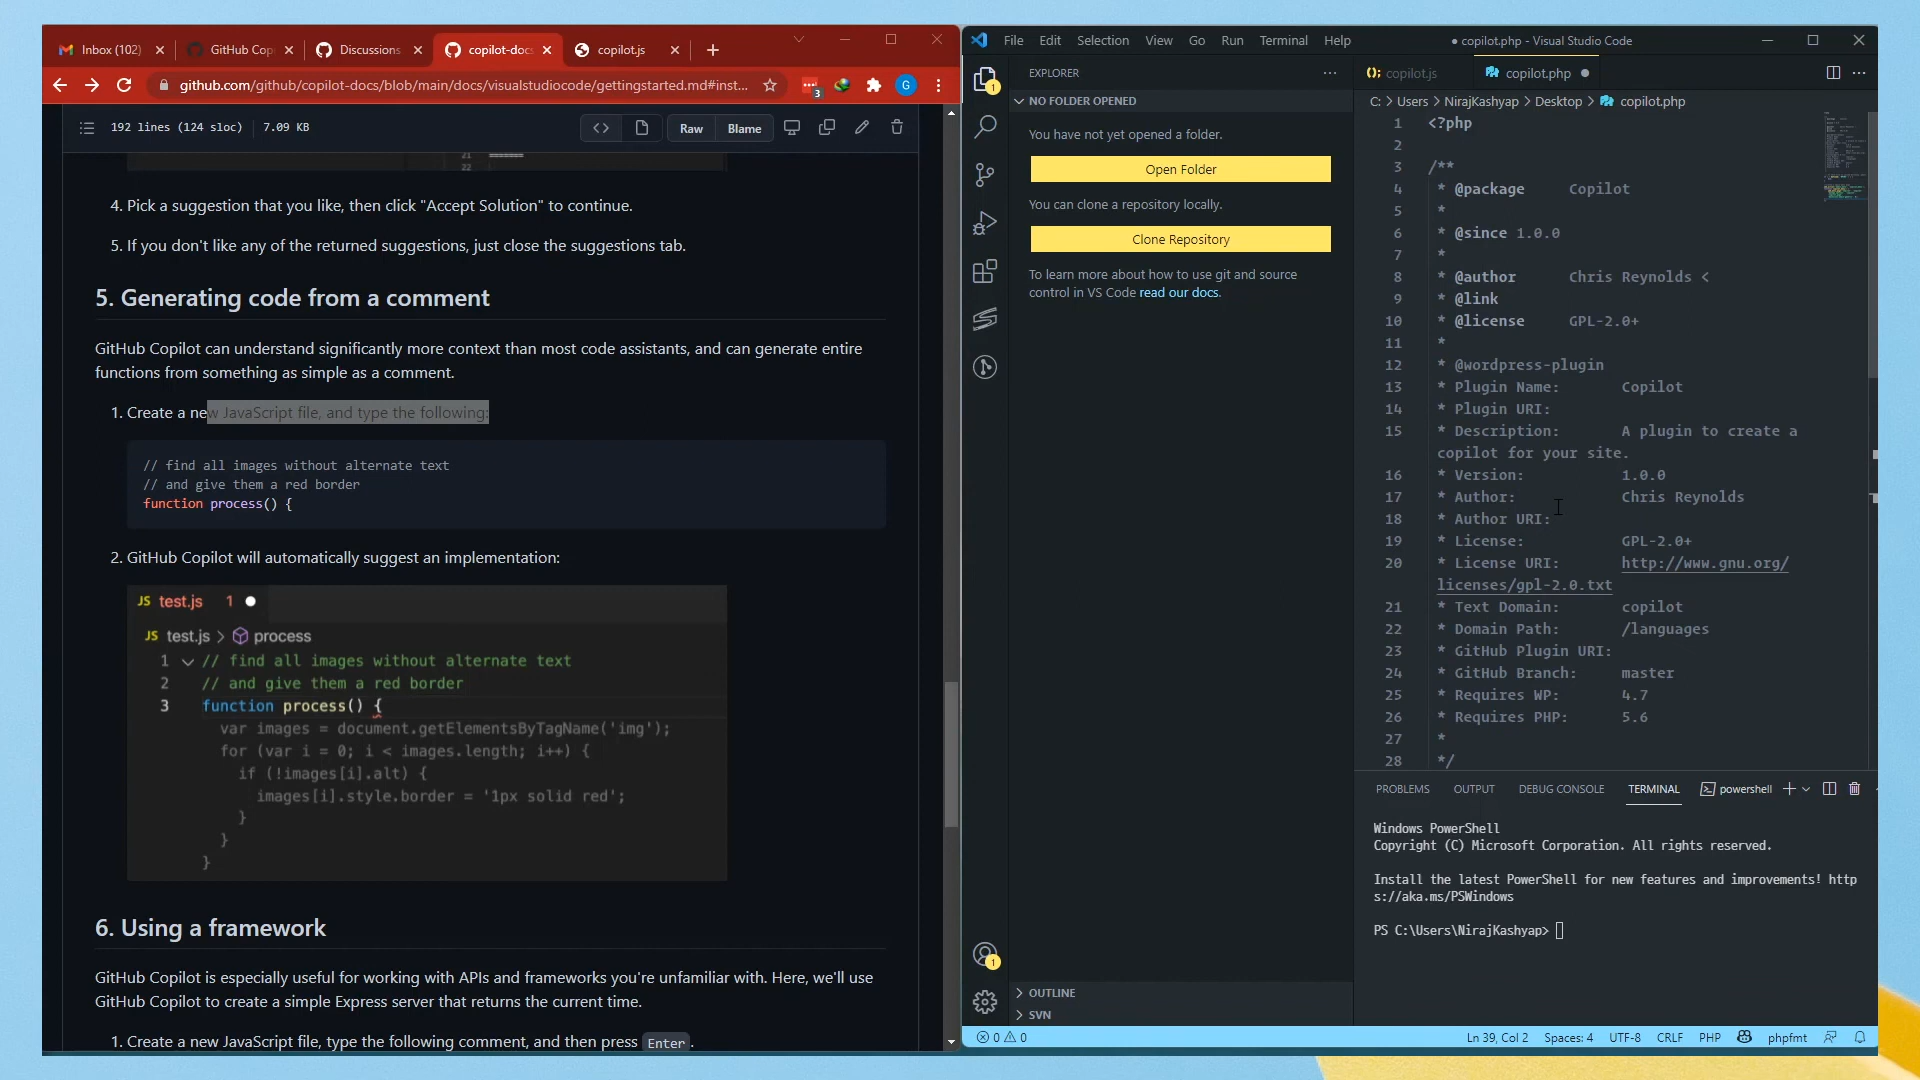 Inbox (102)
GitHub Cop
Discussions
copilot-doc
copilot.js
github.com/github/copilot-docs/blob/main/docs/visualstudiocode/gettingstarted.md#inst...
3
G
192 lines (124 sloc)
7.09 KB
Raw
Blame
21
22
4. Pick a suggestion that you like, then click "Accept Solution" to continue.
5. If you don't like any of the returned suggestions, just close the suggestions tab.
5. Generating code from a comment
GitHub Copilot can understand significantly more context than most code assistants, and can generate entire
functions from something as simple as a comment.
1. Create a new JavaScript file, and type the following:
// find all images without alternate text
// and give them a red border
function process() {
2. GitHub Copilot will automatically suggest an implementation:
JS test.js 1
JS test.js > process
1 // find all images without alternate text
2 // and give them a red border
3 function process() {
var images = document.getElementsByTagName('img');
for (var i = 0; i < images.length; i++) {
if (!images[i].alt) {
images[i].style.border = '1px solid red';
}
}
}
6. Using a framework
GitHub Copilot is especially useful for working with APIs and frameworks you're unfamiliar with. Here, we'll use
GitHub Copilot to create a simple Express server that returns the current time.
1. Create a new JavaScript file, type the following comment, and then press Enter.
File Edit Selection View Go Run Terminal Help
● copilot.php - Visual Studio Code
1
EXPLORER
NO FOLDER OPENED
You have not yet opened a folder.
Open Folder
You can clone a repository locally.
Clone Repository
To learn more about how to use git and source
control in VS Code read our docs.
1
OUTLINE
SVN
copilot.js
copilot.php
C: > Users > NirajKashyap > Desktop > copilot.php
1 <?php
2
3 /**
4 * @package Copilot
5 *
6 * @since 1.0.0
7 *
8 * @author Chris Reynolds <
9 * @link
10 * @license GPL-2.0+
11 *
12 * @wordpress-plugin
13 * Plugin Name: Copilot
14 * Plugin URI:
15 * Description: A plugin to create a
copilot for your site.
16 * Version: 1.0.0
17 * Author: Chris Reynolds
18 * Author URI:
19 * License: GPL-2.0+
20 * License URI: http://www.gnu.org/
licenses/gpl-2.0.txt
21 * Text Domain: copilot
22 * Domain Path: /languages
23 * GitHub Plugin URI:
24 * GitHub Branch: master
25 * Requires WP: 4.7
26 * Requires PHP: 5.6
27 *
28 */
PROBLEMS OUTPUT DEBUG CONSOLE TERMINAL powershell
Windows PowerShell
Copyright (C) Microsoft Corporation. All rights reserved.
Install the latest PowerShell for new features and improvements! http
s://aka.ms/PSWindows
PS C:\Users\NirajKashyap>
0 0
Ln 39, Col 2 Spaces: 4 UTF-8 CRLF PHP phpfmt